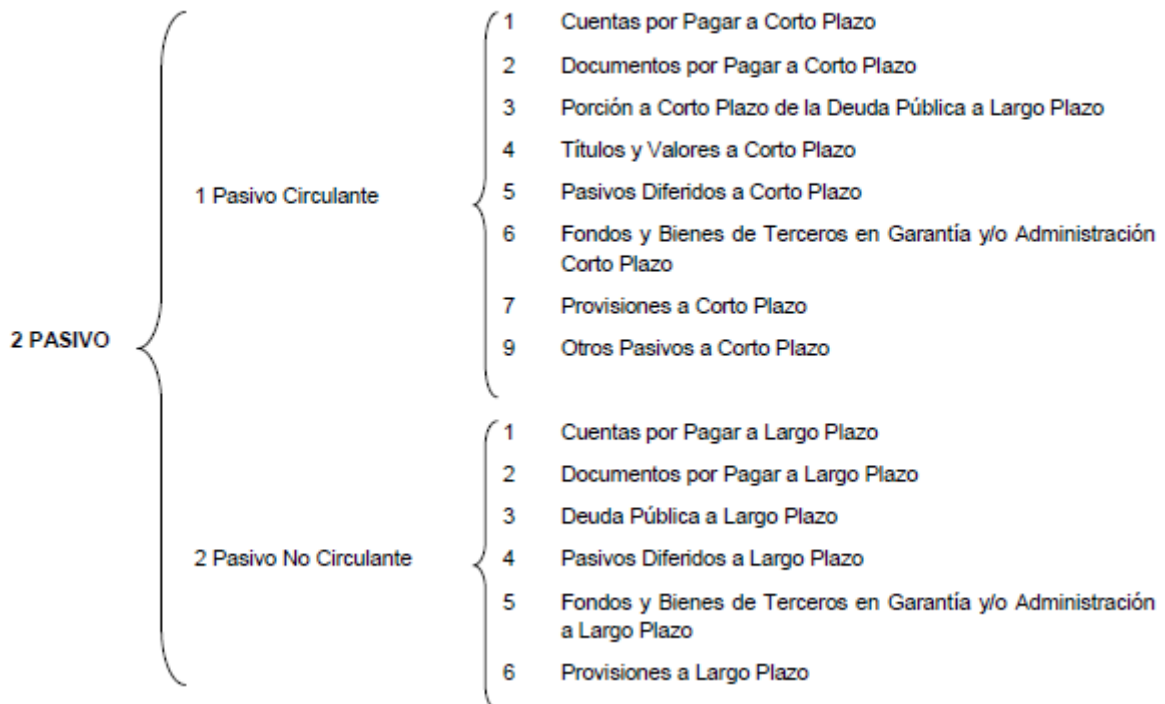 2 PASIVO
1 Pasivo Circulante
1 Cuentas por Pagar a Corto Plazo
2 Documentos por Pagar a Corto Plazo
3 Porción a Corto Plazo de la Deuda Pública a Largo Plazo
4 Títulos y Valores a Corto Plazo
5 Pasivos Diferidos a Corto Plazo
6 Fondos y Bienes de Terceros en Garantía y/o Administración
Corto Plazo
7 Provisiones a Corto Plazo
9 Otros Pasivos a Corto Plazo
2 Pasivo No Circulante
1 Cuentas por Pagar a Largo Plazo
2 Documentos por Pagar a Largo Plazo
3 Deuda Pública a Largo Plazo
4 Pasivos Diferidos a Largo Plazo
5 Fondos y Bienes de Terceros en Garantía y/o Administración
a Largo Plazo
6 Provisiones a Largo Plazo